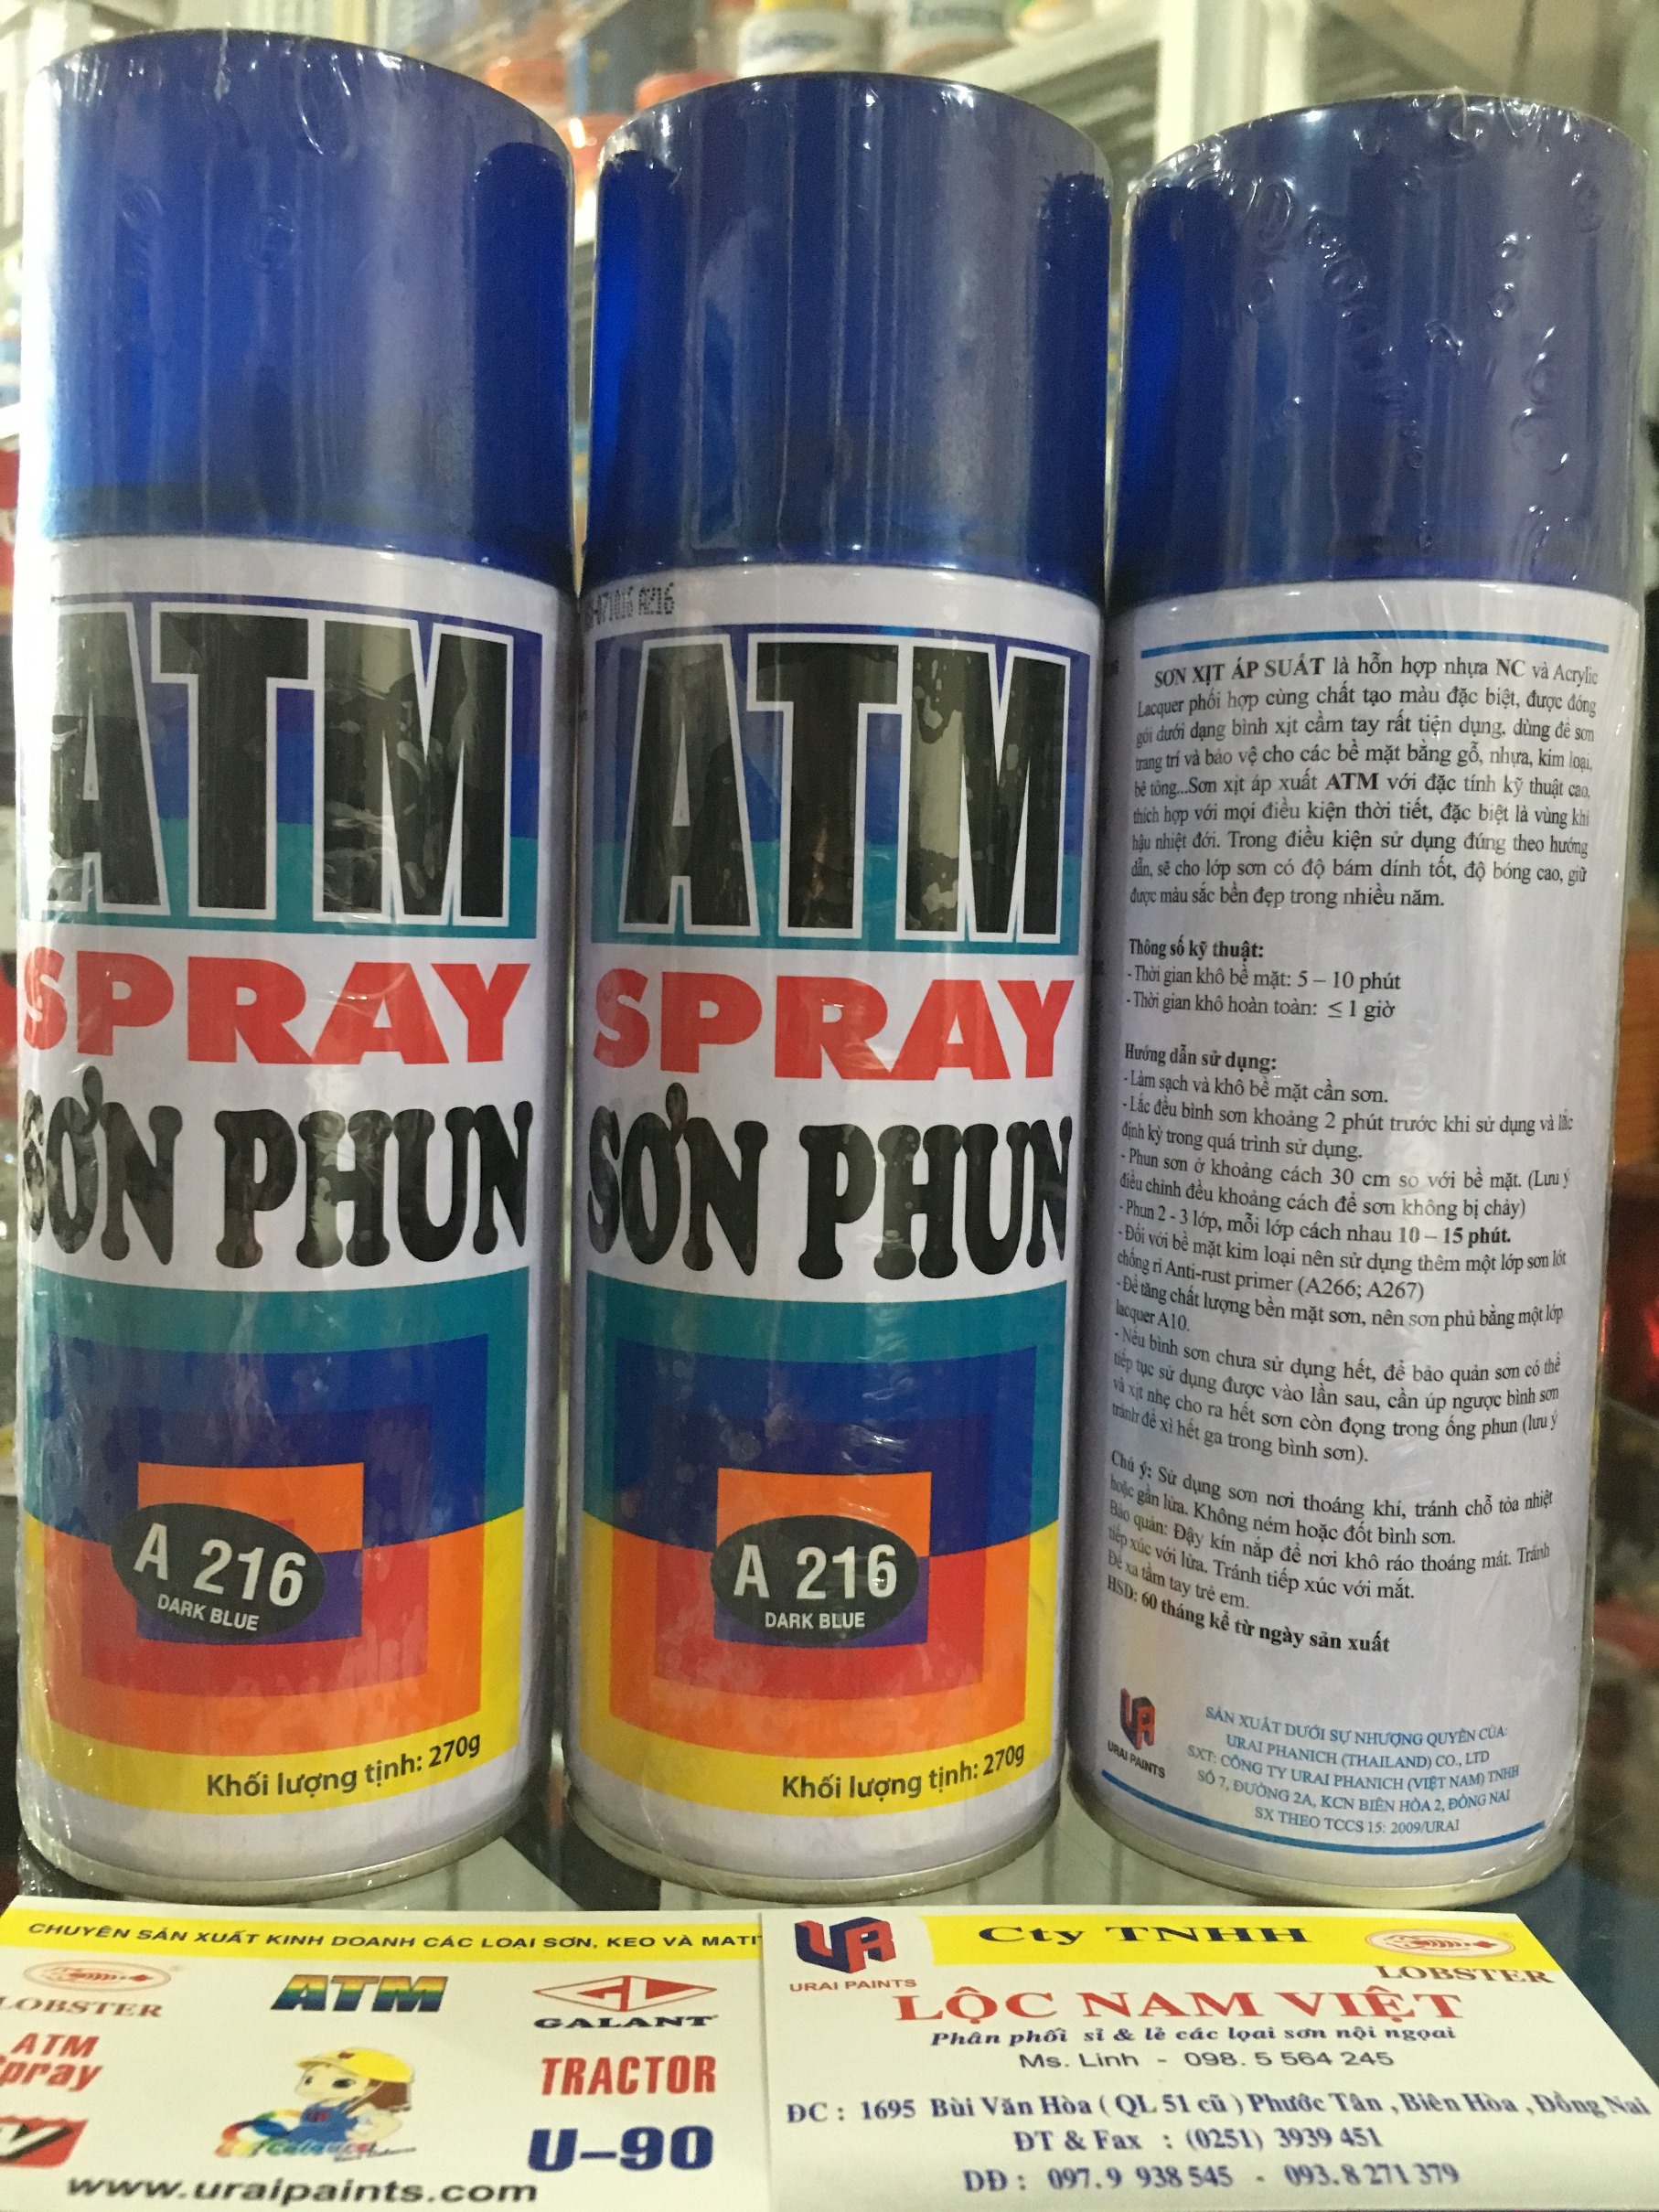 ATM
SPRAY
SƠN PHUN
A 216
DARK BLUE
Khối lượng tịnh: 270g
071016 A216
ATM
SPRAY
SƠN PHUN
A 216
DARK BLUE
Khối lượng tịnh: 270g
SƠN XỊT ÁP SUẤT là hỗn hợp nhựa NC và Acrylic
Lacquer phối hợp cùng chất tạo màu đặc biệt, được đóng
gói dưới dạng bình xịt cầm tay rất tiện dụng, dùng để sơn
trang trí và bảo vệ cho các bề mặt bằng gỗ, nhựa, kim loại,
bê tông...Sơn xịt áp xuất ATM với đặc tính kỹ thuật cao,
thích hợp với mọi điều kiện thời tiết, đặc biệt là vùng khí
hậu nhiệt đới. Trong điều kiện sử dụng đúng theo hướng
dẫn, sẽ cho lớp sơn có độ bám dính tốt, độ bóng cao, giữ
được màu sắc bền đẹp trong nhiều năm.
Thông số kỹ thuật:
- Thời gian khô bề mặt: 5 – 10 phút
- Thời gian khô hoàn toàn: ≤ 1 giờ
Hướng dẫn sử dụng:
- Làm sạch và khô bề mặt cần sơn.
- Lắc đều bình sơn khoảng 2 phút trước khi sử dụng và lắc
định kỳ trong quá trình sử dụng.
- Phun sơn ở khoảng cách 30 cm so với bề mặt. (Lưu ý
điều chỉnh đều khoảng cách để sơn không bị chảy)
- Phun 2 - 3 lớp, mỗi lớp cách nhau 10 – 15 phút.
- Đối với bề mặt kim loại nên sử dụng thêm một lớp sơn lót
chống rỉ Anti-rust primer (A266; A267)
- Để tăng chất lượng bền mặt sơn, nên sơn phủ bằng một lớp
lacquer A10.
- Nếu bình sơn chưa sử dụng hết, để bảo quản sơn có thể
tiếp tục sử dụng được vào lần sau, cần úp ngược bình sơn
và xịt nhẹ cho ra hết sơn còn đọng trong ống phun (lưu ý
tránh để xì hết ga trong bình sơn).
Chú ý: Sử dụng sơn nơi thoáng khí, tránh chỗ tỏa nhiệt
hoặc gần lửa. Không ném hoặc đốt bình sơn.
Bảo quản: Đậy kín nắp để nơi khô ráo thoáng mát. Tránh
tiếp xúc với lửa. Tránh tiếp xúc với mắt.
Để xa tầm tay trẻ em.
HSD: 60 tháng kể từ ngày sản xuất
UR
URAI PAINTS
SẢN XUẤT DƯỚI SỰ NHƯỢNG QUYỀN CỦA:
URAI PHANICH (THAILAND) CO., LTD
SXT: CÔNG TY URAI PHANICH (VIỆT NAM) TNHH
SỐ 7, ĐƯỜNG 2A, KCN BIÊN HÒA 2, ĐỒNG NAI
SX THEO TCCS 15: 2009/URAI
CHUYÊN SẢN XUẤT KINH DOANH CÁC LOẠI SƠN, KEO VÀ MATIT
LOBSTER
ATM
GL
GALANT
ATM
Spray
TRACTOR
U-90
www.uraipaints.com
UR
URAI PAINTS
Cty TNHH
LOBSTER
LỘC NAM VIỆT
Phân phối sỉ & lẻ các lọai sơn nội ngọai
Ms. Linh - 098. 5 564 245
ĐC : 1695 Bùi Văn Hòa ( QL 51 cũ ) Phước Tân , Biên Hòa , Đồng Nai
ĐT & Fax : (0251) 3939 451
DĐ : 097.9 938 545 - 093.8 271 379